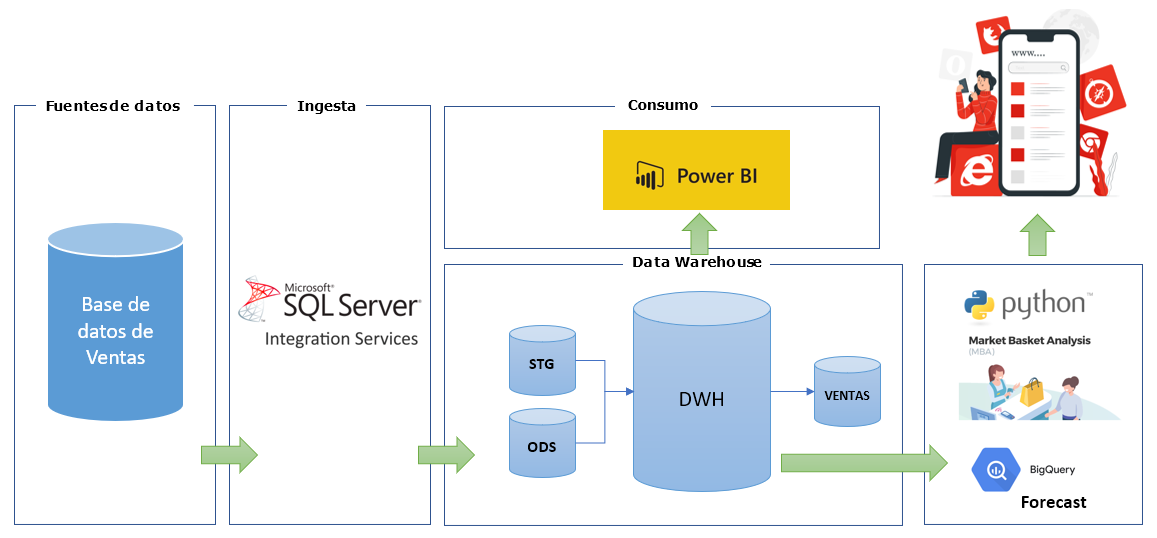 Fuentes de datos
Base de
datos de
Ventas
Ingesta
Microsoft®
SQL Server®
Integration Services
Consumo
Power BI
Data Warehouse
STG
ODS
DWH
VENTAS
www....
python™
Market Basket Analysis
(MBA)
BigQuery
Forecast